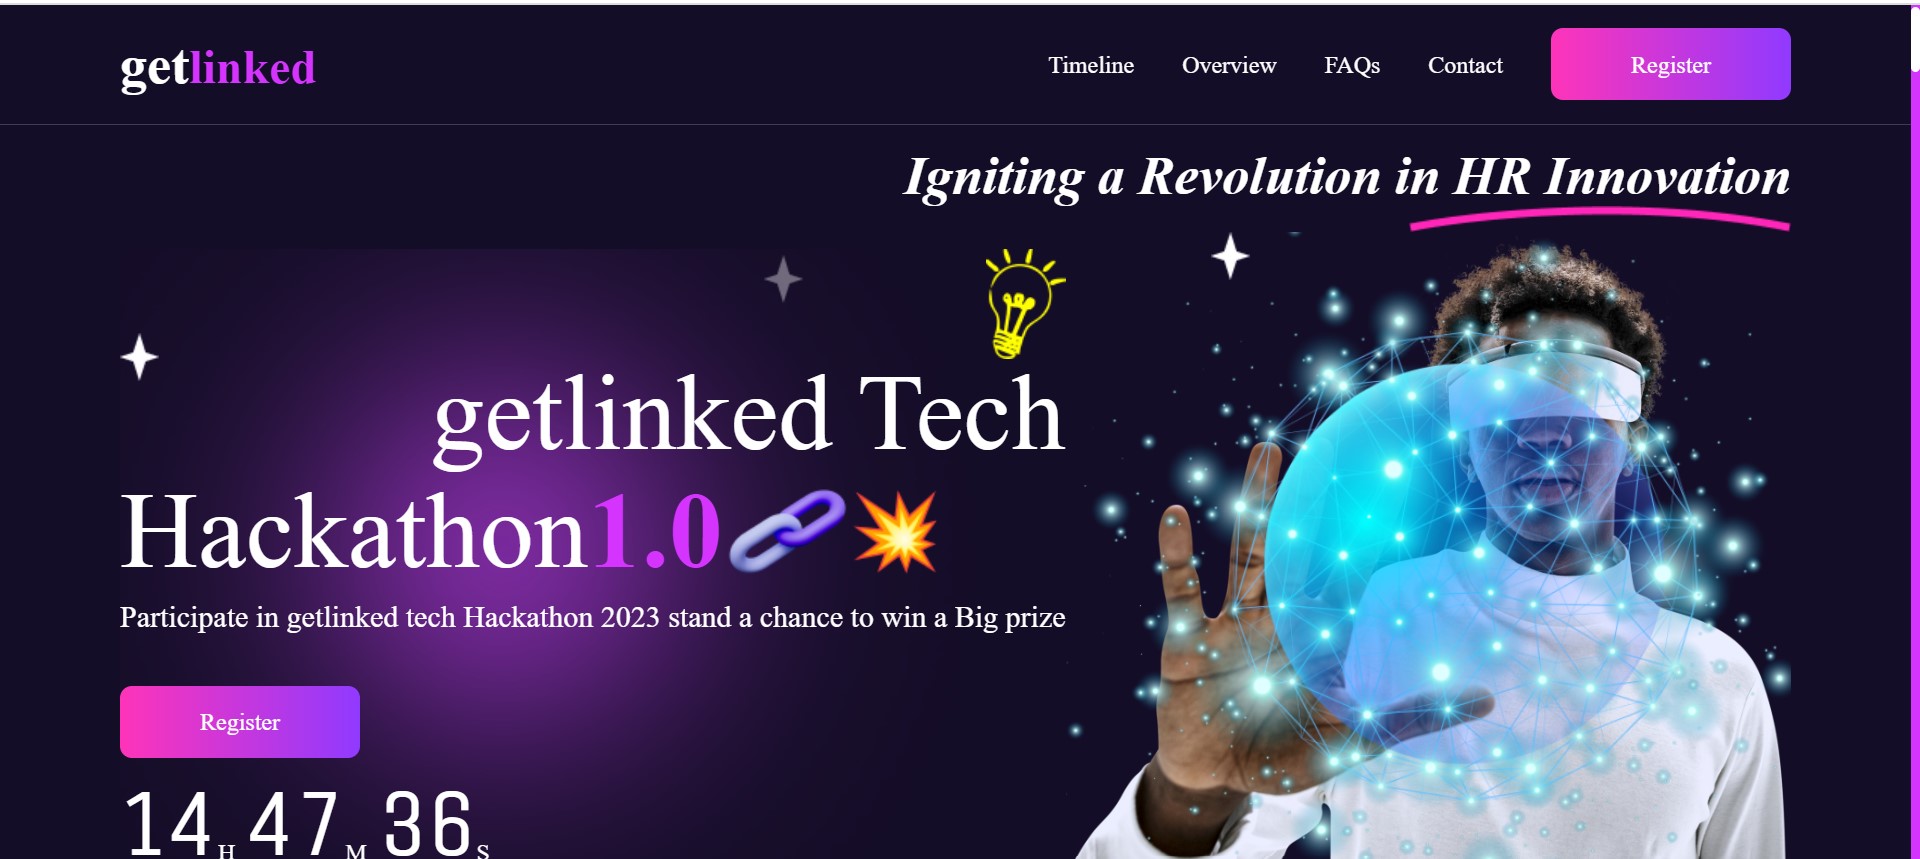 getlinked
Timeline Overview FAQs Contact Register
Igniting a Revolution in HR Innovation
getlinked Tech
Hackathon1.0
Participate in getlinked tech Hackathon 2023 stand a chance to win a Big prize
Register
14H 47M 36S